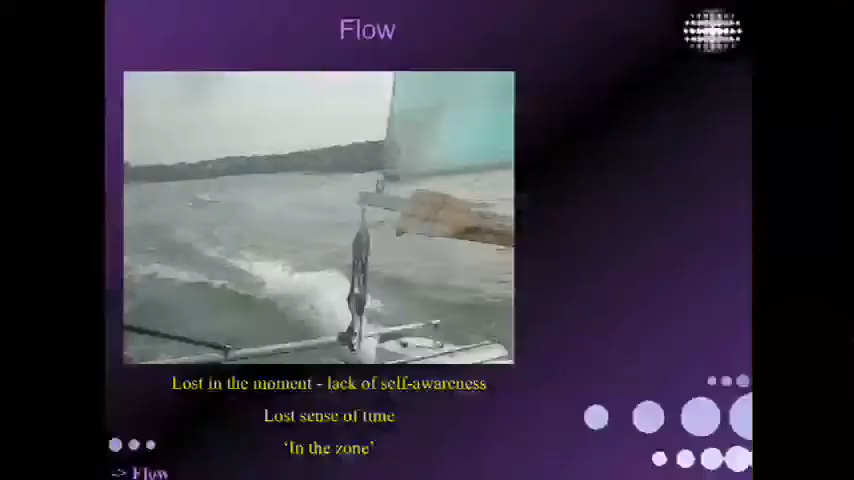 Flow
Lost in the moment - lack of self-awareness
Lost sense of time
‘In the zone’
-> Flow